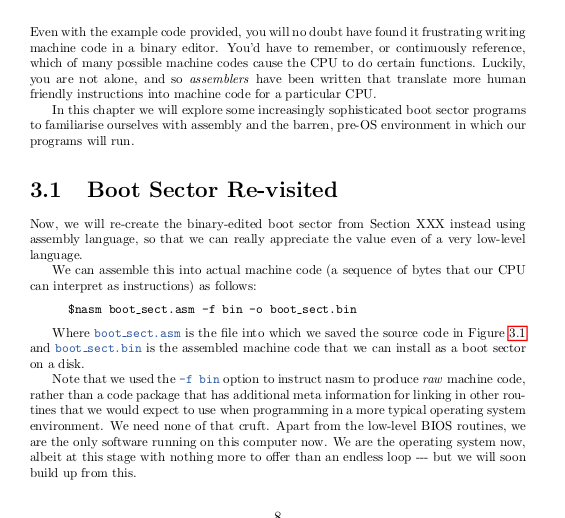 Even with the example code provided, you will no doubt have found it frustrating writing
machine code in a binary editor. You'd have to remember, or continuously reference,
which of many possible machine codes cause the CPU to do certain functions. Luckily,
you are not alone, and so assemblers have been written that translate more human
friendly instructions into machine code for a particular CPU.
In this chapter we will explore some increasingly sophisticated boot sector programs
to familiarise ourselves with assembly and the barren, pre-OS environment in which our
programs will run.
3.1 Boot Sector Re-visited
Now, we will re-create the binary-edited boot sector from Section XXX instead using
assembly language, so that we can really appreciate the value even of a very low-level
language.
We can assemble this into actual machine code (a sequence of bytes that our CPU
can interpret as instructions) as follows:
$nasm boot_sect.asm -f bin -o boot_sect.bin
Where boot_sect.asm is the file into which we saved the source code in Figure 3.1
and boot_sect.bin is the assembled machine code that we can install as a boot sector
on a disk.
Note that we used the -f bin option to instruct nasm to produce raw machine code,
rather than a code package that has additional meta information for linking in other rou-
tines that we would expect to use when programming in a more typical operating system
environment. We need none of that cruft. Apart from the low-level BIOS routines, we
are the only software running on this computer now. We are the operating system now,
albeit at this stage with nothing more to offer than an endless loop --- but we will soon
build up from this.
8